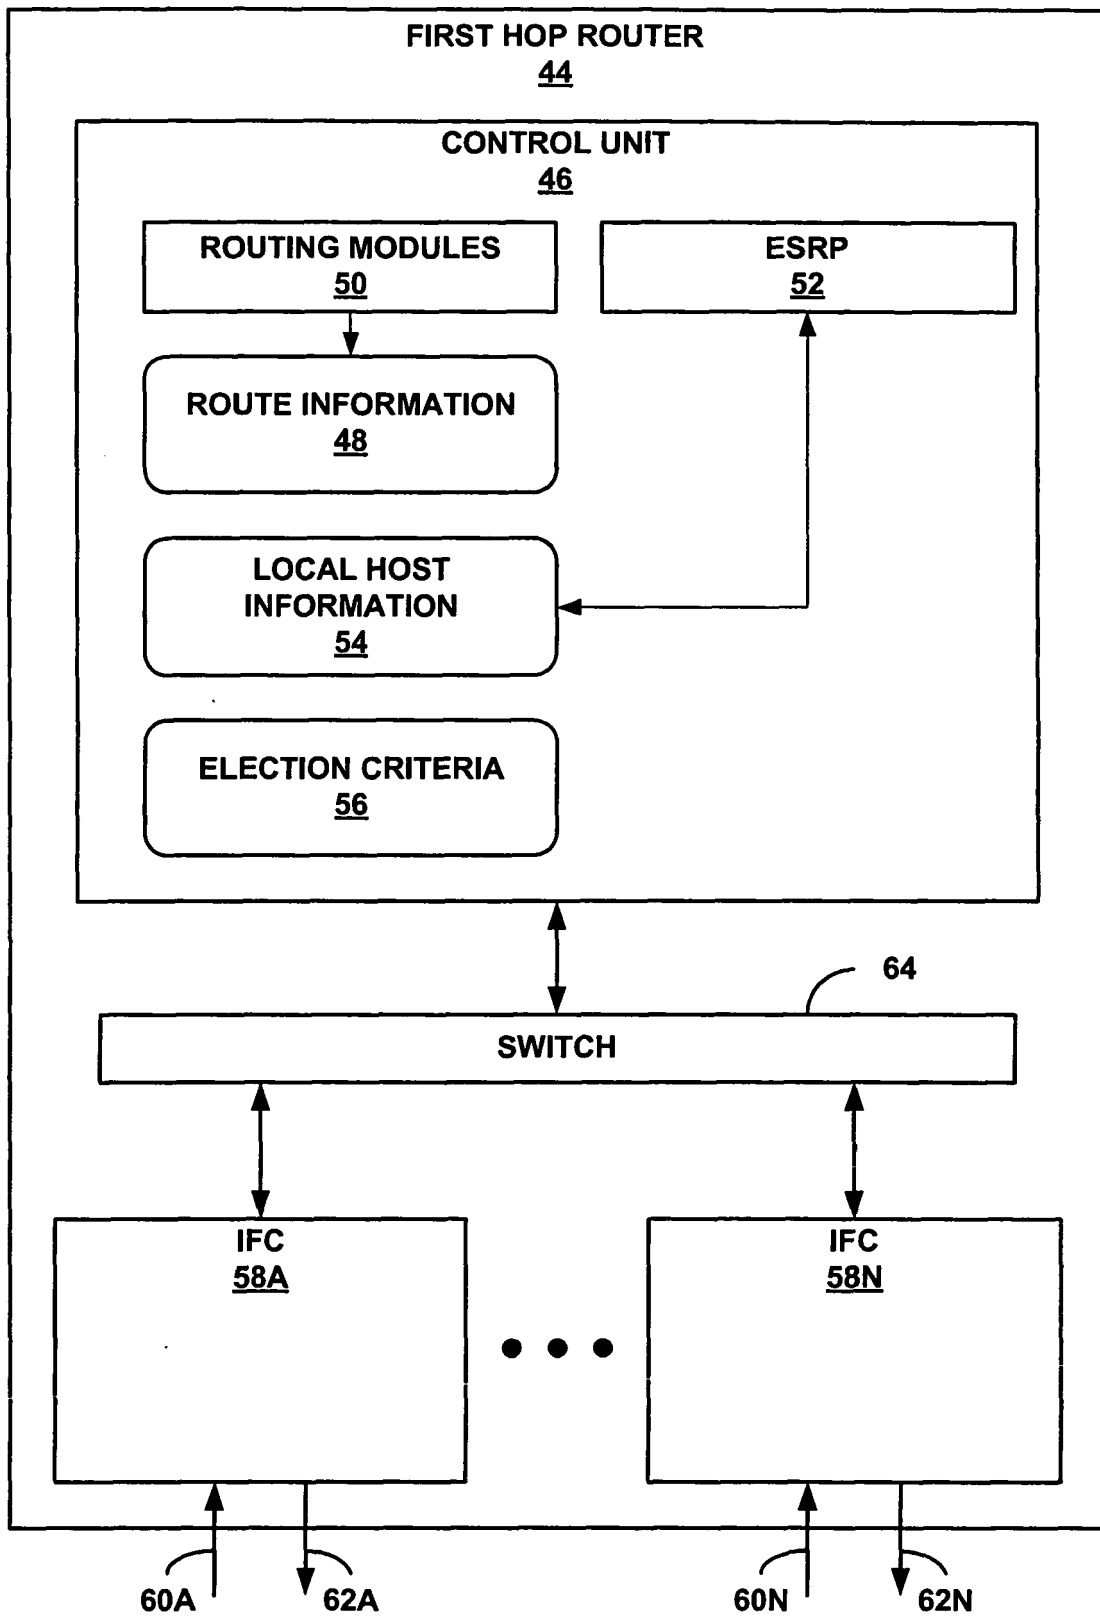 FIRST HOP ROUTER
44
CONTROL UNIT
46
ROUTING MODULES
50
ESRP
52
ROUTE INFORMATION
48
LOCAL HOST
INFORMATION
54
ELECTION CRITERIA
56
64
SWITCH
IFC
58A
IFC
58N
60A
62A
60N
62N